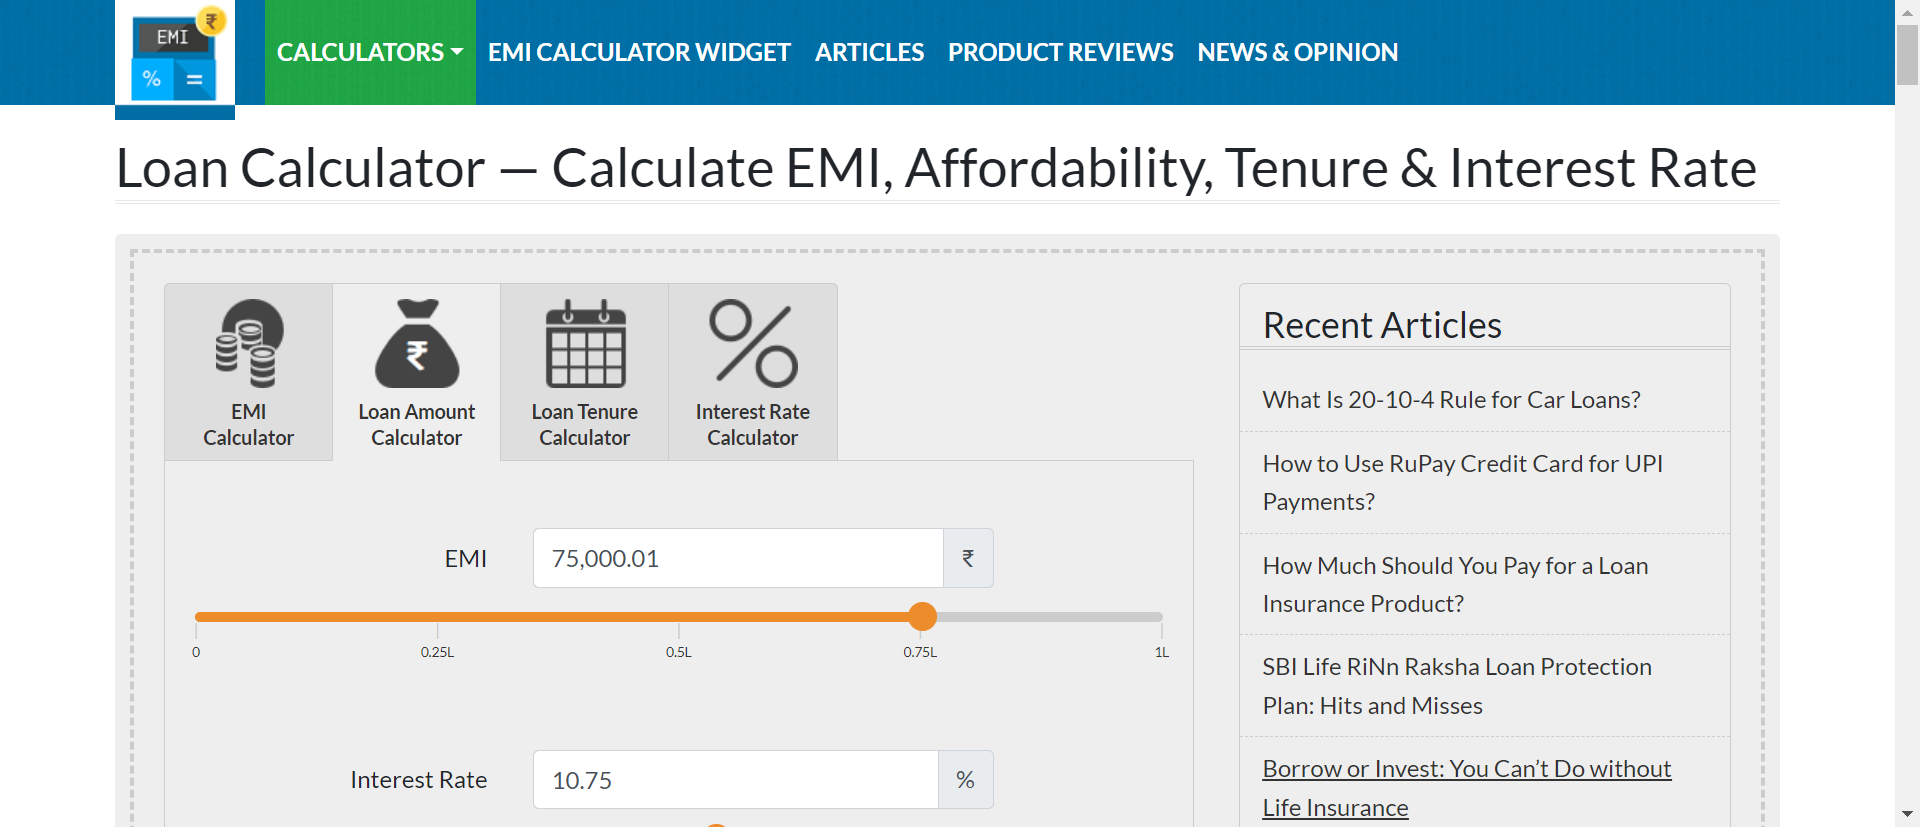 EMI
₹
%
=
CALCULATORS
EMI CALCULATOR WIDGET
ARTICLES
PRODUCT REVIEWS
NEWS & OPINION
Loan Calculator — Calculate EMI, Affordability, Tenure & Interest Rate
EMI
Calculator
₹
Loan Amount
Calculator
Loan Tenure
Calculator
Interest Rate
Calculator
EMI
75,000.01
₹
0
0.25L
0.5L
0.75L
1L
Interest Rate
10.75
%
Recent Articles
What Is 20-10-4 Rule for Car Loans?
How to Use RuPay Credit Card for UPI
Payments?
How Much Should You Pay for a Loan
Insurance Product?
SBI Life RiNn Raksha Loan Protection
Plan: Hits and Misses
Borrow or Invest: You Can’t Do without
Life Insurance